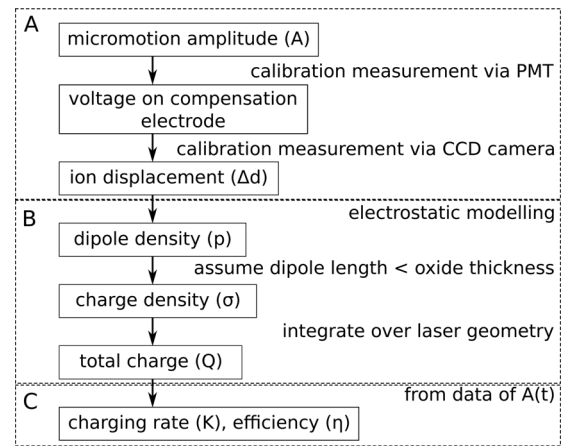 A
micromotion amplitude (A)
calibration measurement via PMT
voltage on compensation
electrode
calibration measurement via CCD camera
ion displacement (Δd)
B
electrostatic modelling
dipole density (p)
assume dipole length < oxide thickness
charge density (σ)
integrate over laser geometry
total charge (Q)
C
from data of A(t)
charging rate (K), efficiency (η)